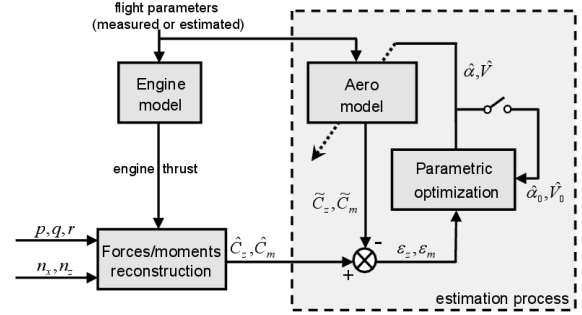 flight parameters
(measured or estimated)
Engine
model
Aero
model
α̂, V̂
engine thrust
Parametric
optimization
C̃z, C̃m
α̂0, V̂0
p, q, r
Forces/moments
reconstruction
Ĉz, Ĉm
-
εz, εm
nx, nz
+
estimation process